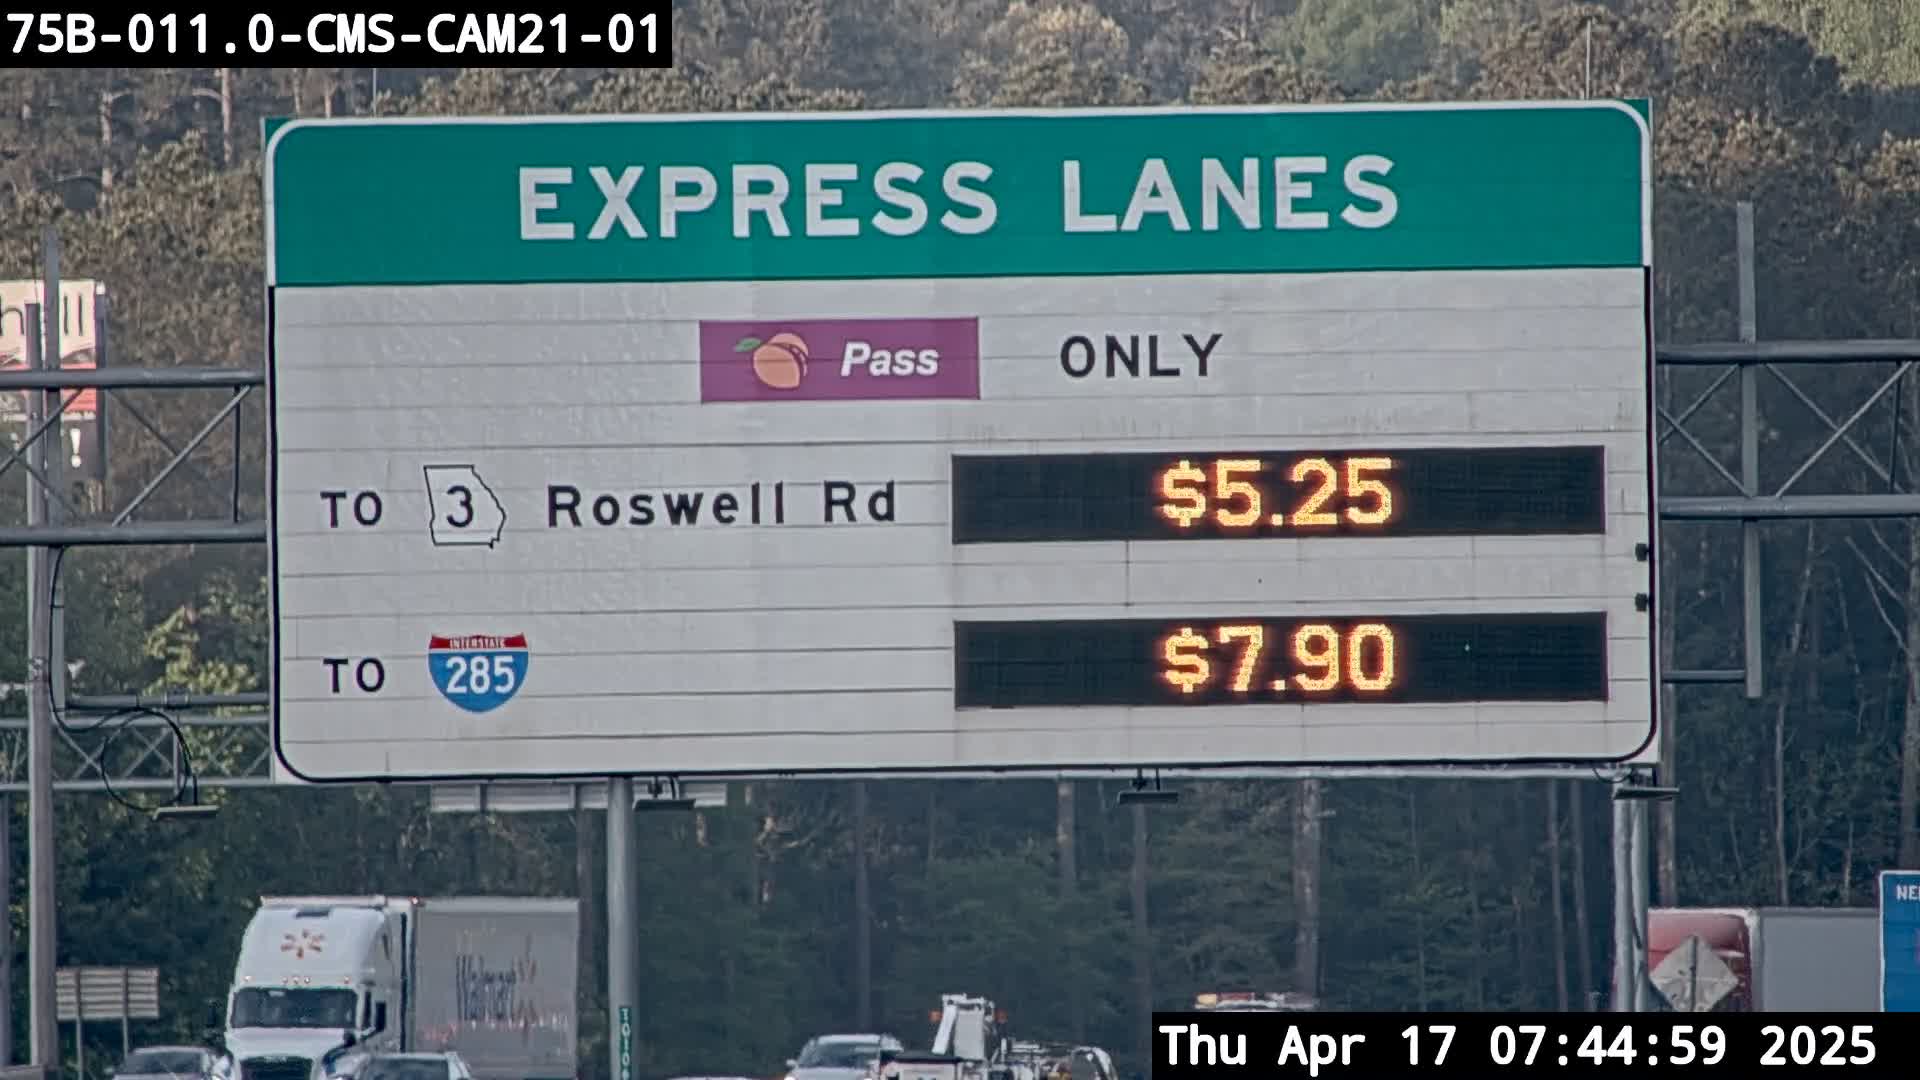 75B-011.0-CMS-CAM21-01
EXPRESS LANES
Pass ONLY
TO 3 Roswell Rd $5.25
INTERSTATE
TO 285 $7.90
Walmart
Thu Apr 17 07:44:59 2025